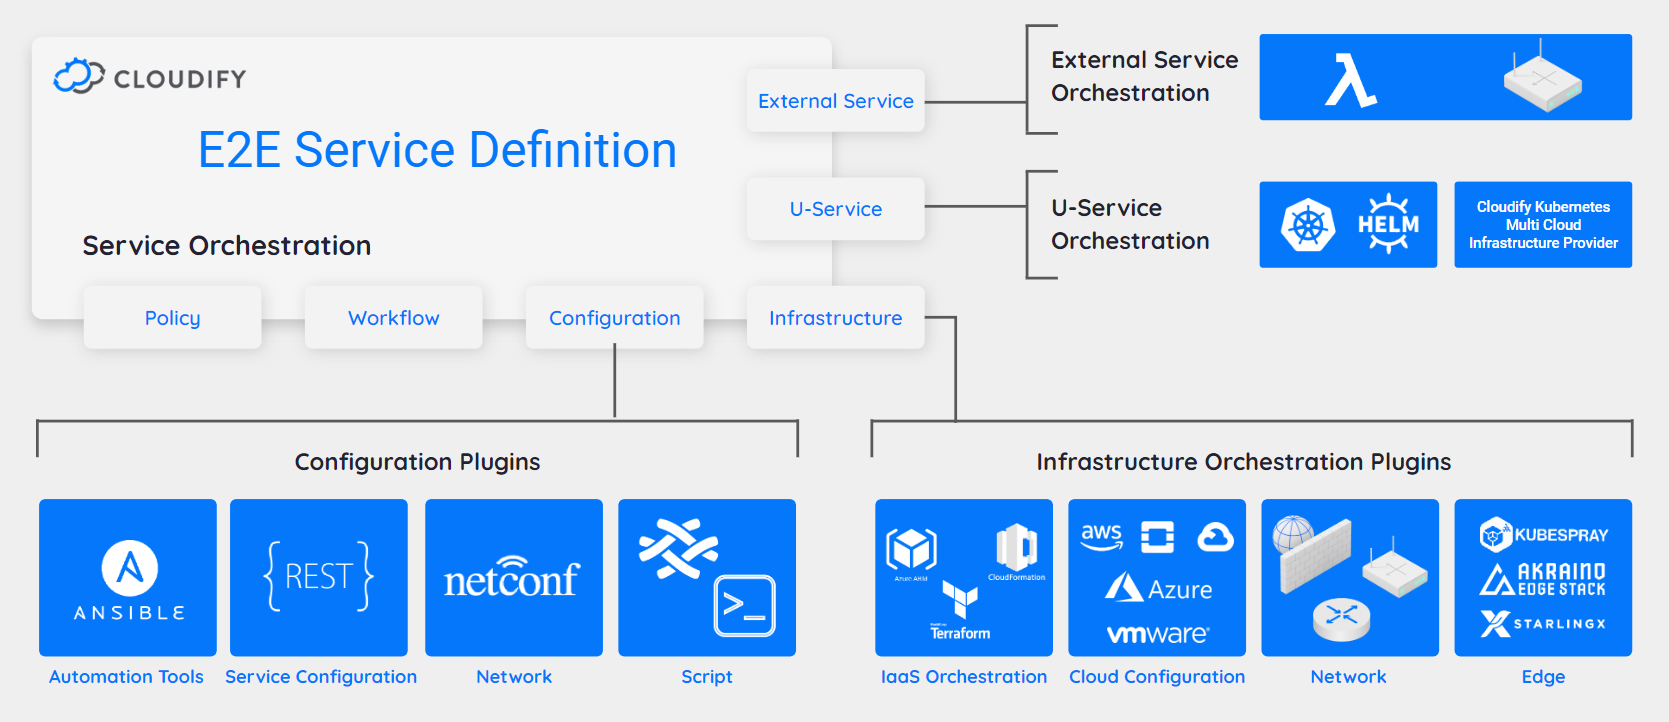 CLOUDIFY
E2E Service Definition
Service Orchestration
External Service
U-Service
Policy
Workflow
Configuration
Infrastructure
External Service
Orchestration
U-Service
Orchestration
HELM
Cloudify Kubernetes
Multi Cloud
Infrastructure Provider
Configuration Plugins
ANSIBLE
Automation Tools
{REST}
Service Configuration
netconf
Network
>_
Script
Infrastructure Orchestration Plugins
Azure ARM
CloudFormation
Terraform
IaaS Orchestration
aws
Azure
vmware®
Cloud Configuration
Network
KUBESPRAY
AKRAINO
EDGE STACK
STARLINGX
Edge